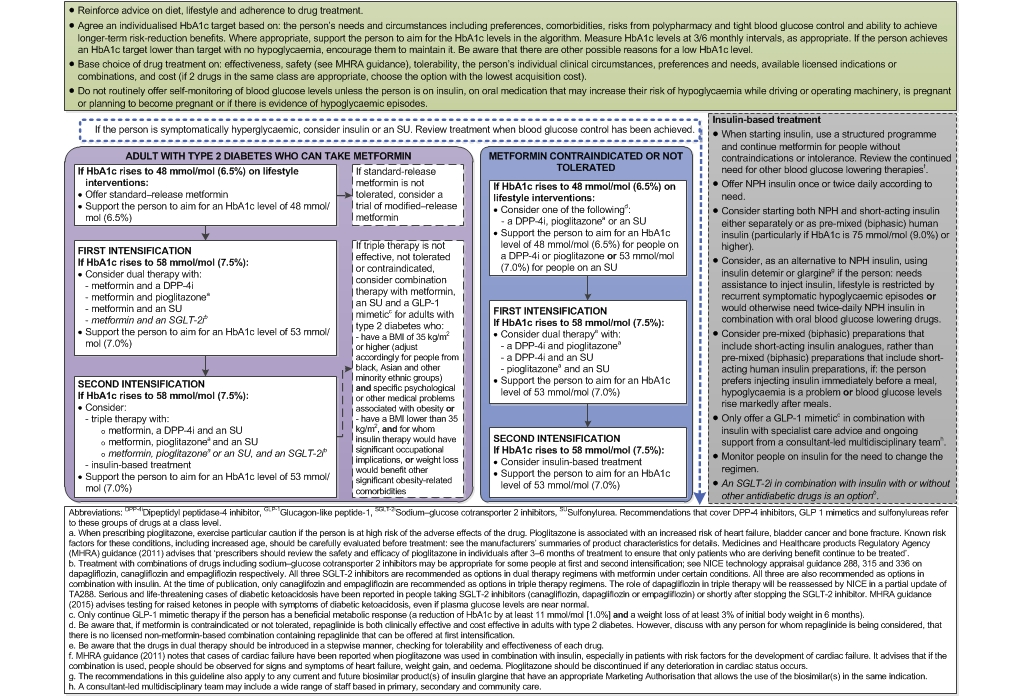 • Reinforce advice on diet, lifestyle and adherence to drug treatment.
• Agree an individualised HbA1c target based on: the person's needs and circumstances including preferences, comorbidities, risks from polypharmacy and tight blood glucose control and ability to achieve
longer-term risk-reduction benefits. Where appropriate, support the person to aim for the HbA1c levels in the algorithm. Measure HbA1c levels at 3/6 monthly intervals, as appropriate. If the person achieves
an HbA1c target lower than target with no hypoglycaemia, encourage them to maintain it. Be aware that there are other possible reasons for a low HbA1c level.
• Base choice of drug treatment on: effectiveness, safety (see MHRA guidance), tolerability, the person's individual clinical circumstances, preferences and needs, available licensed indications or
combinations, and cost (if 2 drugs in the same class are appropriate, choose the option with the lowest acquisition cost).
• Do not routinely offer self-monitoring of blood glucose levels unless the person is on insulin, on oral medication that may increase their risk of hypoglycaemia while driving or operating machinery, is pregnant
or planning to become pregnant or if there is evidence of hypoglycaemic episodes.
If the person is symptomatically hyperglycaemic, consider insulin or an SU. Review treatment when blood glucose control has been achieved.
ADULT WITH TYPE 2 DIABETES WHO CAN TAKE METFORMIN
If HbA1c rises to 48 mmol/mol (6.5%) on lifestyle
interventions:
• Offer standard–release metformin
• Support the person to aim for an HbA1c level of 48 mmol/
mol (6.5%)
If standard-
release
metformin is
not
tolerated, consider a
trial of modified–release
metformin
FIRST INTENSIFICATION
If HbA1c rises to 58 mmol/mol (7.5%):
• Consider dual therapy with:
- metformin and a DPP-4i
- metformin and pioglitazoneᵃ
- metformin and an SU
- metformin and an SGLT-2iᵇ
• Support the person to aim for an HbA1c level of 53 mmol/
mol (7.0%)
SECOND INTENSIFICATION
If HbA1c rises to 58 mmol/mol (7.5%):
• Consider:
- triple therapy with:
o metformin, a DPP-4i and an SU
o metformin, pioglitazoneᵃ and an SU
o metformin, pioglitazoneᵃ or an SU, and an SGLT-2iᵇ
- insulin-based treatment
• Support the person to aim for an HbA1c level of 53 mmol/
mol (7.0%)
If triple therapy is not
effective, not tolerated
or contraindicated,
consider combination
therapy with metformin,
an SU and a GLP-1
mimeticᶜ for adults with
type 2 diabetes who:
- have a BMI of 35 kg/m²
or higher (adjust
accordingly for people from
black, Asian and other
minority ethnic groups)
and specific psychological
or other medical problems
associated with obesity or
- have a BMI lower than 35
kg/m², and for whom
insulin therapy would have
significant occupational
implications, or weight loss
would benefit other
significant obesity-related
comorbidities
METFORMIN CONTRAINDICATED OR NOT
TOLERATED
If HbA1c rises to 48 mmol/mol (6.5%) on
lifestyle interventions:
• Consider one of the followingᵈ:
- a DPP-4i, pioglitazoneᵃ or an SU
• Support the person to aim for an HbA1c
level of 48 mmol/mol (6.5%) for people on
a DPP-4i or pioglitazone or 53 mmol/mol
(7.0%) for people on an SU
FIRST INTENSIFICATION
If HbA1c rises to 58 mmol/mol (7.5%):
• Consider dual therapyᵉ with:
- a DPP-4i and pioglitazoneᵃ
- a DPP-4i and an SU
- pioglitazoneᵃ and an SU
• Support the person to aim for an HbA1c
level of 53 mmol/mol (7.0%)
SECOND INTENSIFICATION
If HbA1c rises to 58 mmol/mol (7.5%):
• Consider insulin-based treatment
• Support the person to aim for an HbA1c
level of 53 mmol/mol (7.0%)
Insulin-based treatment
• When starting insulin, use a structured programme
and continue metformin for people without
contraindications or intolerance. Review the continued
need for other blood glucose lowering therapiesᶠ.
• Offer NPH insulin once or twice daily according to
need.
• Consider starting both NPH and short-acting insulin
either separately or as pre-mixed (biphasic) human
insulin (particularly if HbA1c is 75 mmol/mol (9.0%) or
higher).
• Consider, as an alternative to NPH insulin, using
insulin detemir or glargineᵍ if the person: needs
assistance to inject insulin, lifestyle is restricted by
recurrent symptomatic hypoglycaemic episodes or
would otherwise need twice-daily NPH insulin in
combination with oral blood glucose lowering drugs.
• Consider pre-mixed (biphasic) preparations that
include short-acting insulin analogues, rather than
pre-mixed (biphasic) preparations that include short-
acting human insulin preparations, if: the person
prefers injecting insulin immediately before a meal,
hypoglycaemia is a problem or blood glucose levels
rise markedly after meals.
• Only offer a GLP-1 mimeticᶜ in combination with
insulin with specialist care advice and ongoing
support from a consultant-led multidisciplinary teamʰ.
• Monitor people on insulin for the need to change the
regimen.
• An SGLT-2i in combination with insulin with or without
other antidiabetic drugs is an optionᵇ.
Abbreviations: DPP-4iDipeptidyl peptidase-4 inhibitor, GLP-1Glucagon-like peptide-1, SGLT-2iSodium–glucose cotransporter 2 inhibitors, SUSulfonylurea. Recommendations that cover DPP-4 inhibitors, GLP 1 mimetics and sulfonylureas refer
to these groups of drugs at a class level.
a. When prescribing pioglitazone, exercise particular caution if the person is at high risk of the adverse effects of the drug. Pioglitazone is associated with an increased risk of heart failure, bladder cancer and bone fracture. Known risk
factors for these conditions, including increased age, should be carefully evaluated before treatment: see the manufacturers' summaries of product characteristics for details. Medicines and Healthcare products Regulatory Agency
(MHRA) guidance (2011) advises that 'prescribers should review the safety and efficacy of pioglitazone in individuals after 3–6 months of treatment to ensure that only patients who are deriving benefit continue to be treated'.
b. Treatment with combinations of drugs including sodium–glucose cotransporter 2 inhibitors may be appropriate for some people at first and second intensification; see NICE technology appraisal guidance 288, 315 and 336 on
dapagliflozin, canagliflozin and empagliflozin respectively. All three SGLT-2 inhibitors are recommended as options in dual therapy regimens with metformin under certain conditions. All three are also recommended as options in
combination with insulin. At the time of publication, only canagliflozin and empagliflozin are recommended as options in triple therapy regimens. The role of dapagliflozin in triple therapy will be reassessed by NICE in a partial update of
TA288. Serious and life-threatening cases of diabetic ketoacidosis have been reported in people taking SGLT-2 inhibitors (canagliflozin, dapagliflozin or empagliflozin) or shortly after stopping the SGLT-2 inhibitor. MHRA guidance
(2015) advises testing for raised ketones in people with symptoms of diabetic ketoacidosis, even if plasma glucose levels are near normal.
c. Only continue GLP-1 mimetic therapy if the person has a beneficial metabolic response (a reduction of HbA1c by at least 11 mmol/mol [1.0%] and a weight loss of at least 3% of initial body weight in 6 months).
d. Be aware that, if metformin is contraindicated or not tolerated, repaglinide is both clinically effective and cost effective in adults with type 2 diabetes. However, discuss with any person for whom repaglinide is being considered, that
there is no licensed non-metformin-based combination containing repaglinide that can be offered at first intensification.
e. Be aware that the drugs in dual therapy should be introduced in a stepwise manner, checking for tolerability and effectiveness of each drug.
f. MHRA guidance (2011) notes that cases of cardiac failure have been reported when pioglitazone was used in combination with insulin, especially in patients with risk factors for the development of cardiac failure. It advises that if the
combination is used, people should be observed for signs and symptoms of heart failure, weight gain, and oedema. Pioglitazone should be discontinued if any deterioration in cardiac status occurs.
g. The recommendations in this guideline also apply to any current and future biosimilar product(s) of insulin glargine that have an appropriate Marketing Authorisation that allows the use of the biosimilar(s) in the same indication.
h. A consultant-led multidisciplinary team may include a wide range of staff based in primary, secondary and community care.